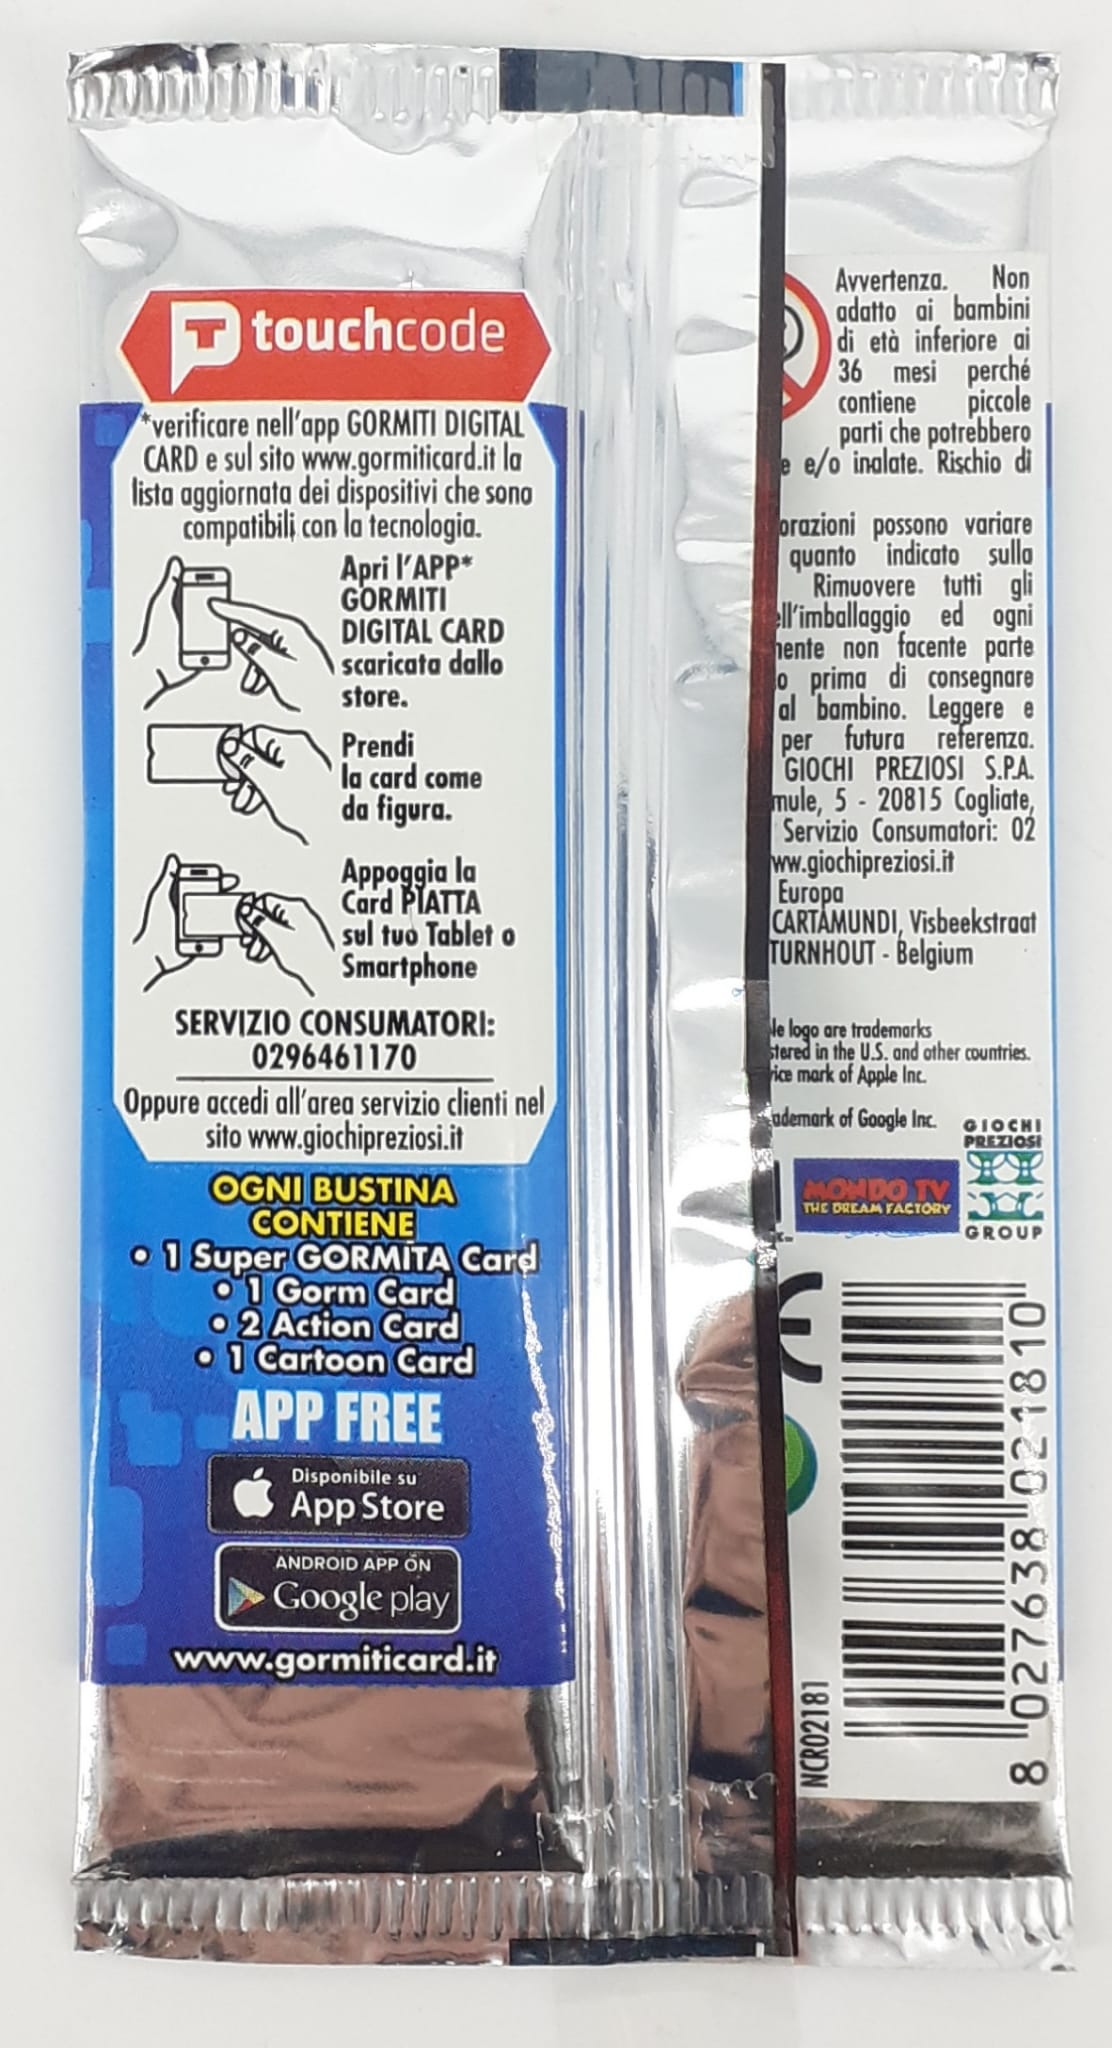 touchcode
*verificare nell'app GORMITI DIGITAL
CARD e sul sito www.gormiticard.it la
lista aggiornata dei dispositivi che sono
compatibili con la tecnologia.
Apri l'APP*
GORMITI
DIGITAL CARD
scaricata dallo
store.
Prendi
la card come
da figura.
Appoggia la
Card PIATTA
sul tuo Tablet o
Smartphone
SERVIZIO CONSUMATORI:
0296461170
Oppure accedi all'area servizio clienti nel
sito www.giochipreziosi.it
OGNI BUSTINA
CONTIENE
• 1 Super GORMITA Card
• 1 Gorm Card
• 2 Action Card
• 1 Cartoon Card
APP FREE
Disponibile su
App Store
ANDROID APP ON
Google play
www.gormiticard.it
Avvertenza. Non
adatto ai bambini
di età inferiore ai
36 mesi perché
contiene piccole
parti che potrebbero
e/o inalate. Rischio di
possono variare
quanto indicato sulla
Rimuovere tutti gli
ell'imballaggio ed ogni
non facente parte
prima di consegnare
al bambino. Leggere e
per futura referenza.
GIOCHI PREZIOSI S.P.A.
5 - 20815 Cogliate,
Servizio Consumatori: 02
ww.giochipreziosi.it
Europa
CARTAMUNDI, Visbeekstraat
TURNHOUT - Belgium
logo are trademarks
in the U.S. and other countries.
mark of Apple Inc.
of Google Inc.
GIOCHI
PREZIOSI
GROUP
MONDO TV
THE DREAM FACTORY
NCR02181
8 027638 021810